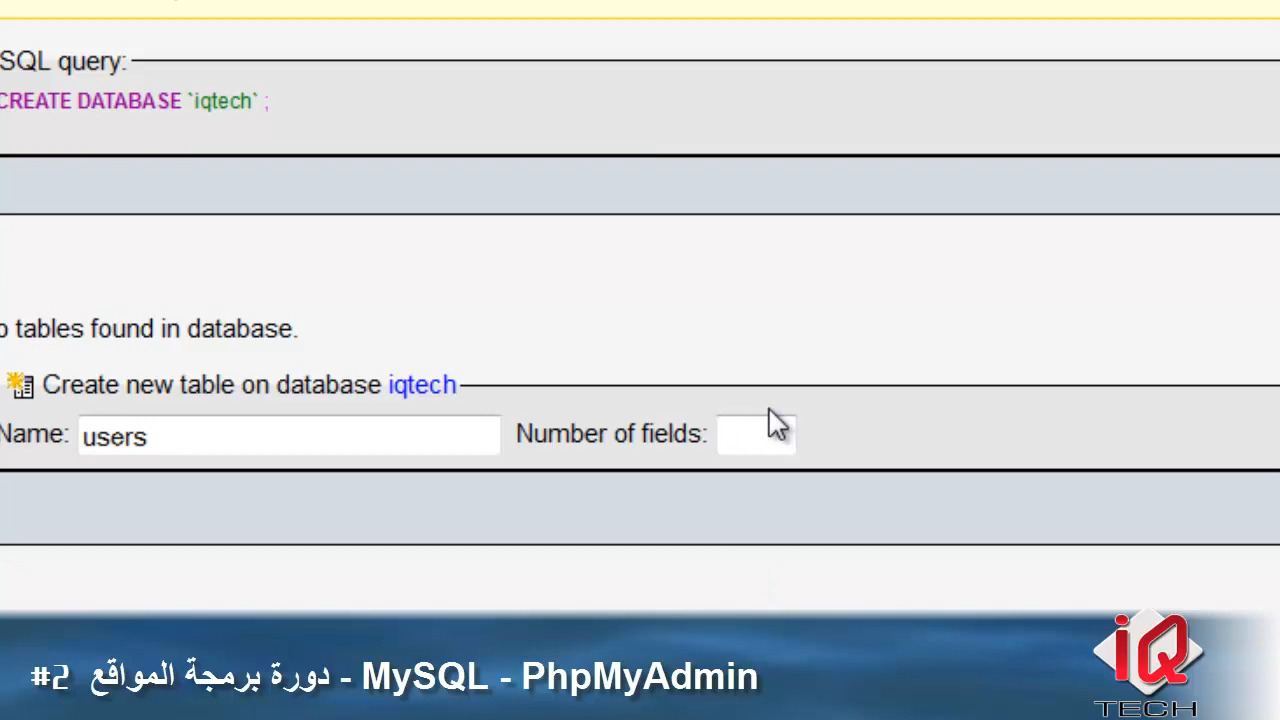 SQL query:
CREATE DATABASE `iqtech` ;
tables found in database.
Create new table on database iqtech
Name: users Number of fields:
#2 دورة برمجة المواقع - MySQL - PhpMyAdmin
iQ
TECH